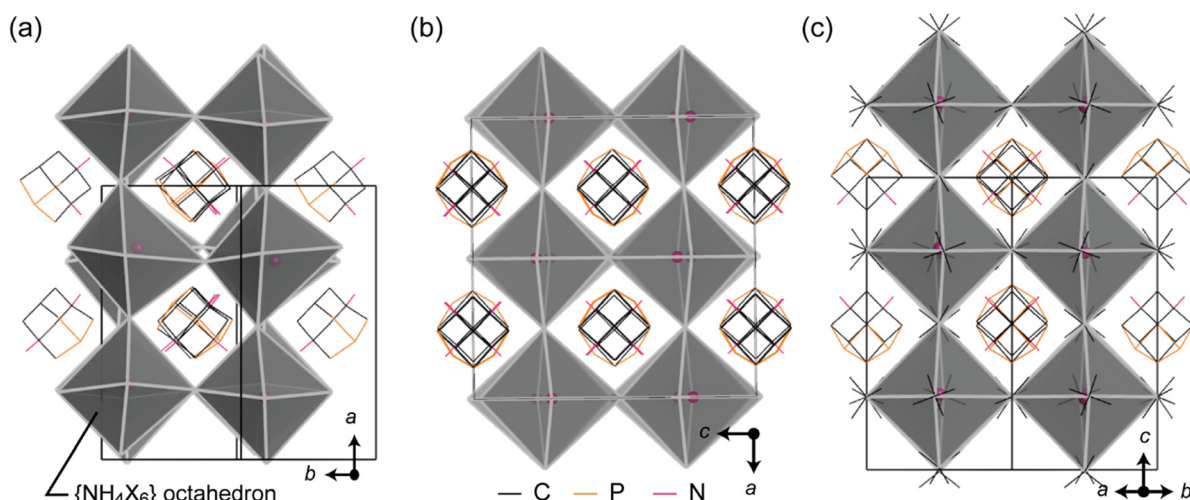 (a)
(b)
(c)
a
b
{NH₄X₆} octahedron
c
a
C P N
c
a b